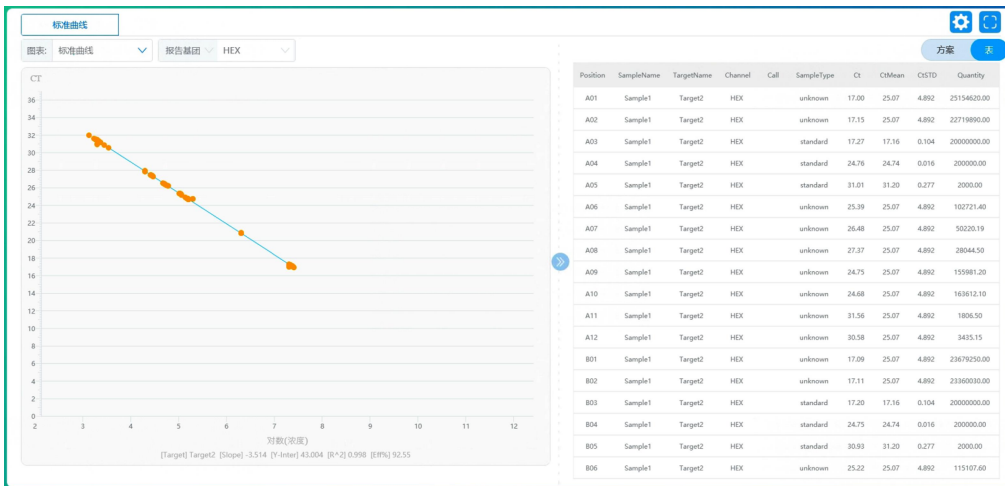 标准曲线
图表: 标准曲线 报告基团 HEX
方案 表
CT
36
34
32
30
28
26
24
22
20
18
16
14
12
10
8
6
4
2
0
2 3 4 5 6 7 8 9 10 11 12
对数(浓度)
[Target] Target2 [Slope] -3.514 [Y-Inter] 43.004 [R^2] 0.998 [Eff%] 92.55
Position SampleName TargetName Channel Call SampleType Ct CtMean CtSTD Quantity
A01 Sample1 Target2 HEX unknown 17.00 25.07 4.892 25154620.00
A02 Sample1 Target2 HEX unknown 17.15 25.07 4.892 22719890.00
A03 Sample1 Target2 HEX standard 17.27 17.16 0.104 20000000.00
A04 Sample1 Target2 HEX standard 24.76 24.74 0.016 200000.00
A05 Sample1 Target2 HEX standard 31.01 31.20 0.277 2000.00
A06 Sample1 Target2 HEX unknown 25.39 25.07 4.892 102721.40
A07 Sample1 Target2 HEX unknown 26.48 25.07 4.892 50220.19
A08 Sample1 Target2 HEX unknown 27.37 25.07 4.892 28044.50
A09 Sample1 Target2 HEX unknown 24.75 25.07 4.892 155981.20
A10 Sample1 Target2 HEX unknown 24.68 25.07 4.892 163612.10
A11 Sample1 Target2 HEX unknown 31.56 25.07 4.892 1806.50
A12 Sample1 Target2 HEX unknown 30.58 25.07 4.892 3435.15
B01 Sample1 Target2 HEX unknown 17.09 25.07 4.892 23679250.00
B02 Sample1 Target2 HEX unknown 17.11 25.07 4.892 23360030.00
B03 Sample1 Target2 HEX standard 17.20 17.16 0.104 20000000.00
B04 Sample1 Target2 HEX standard 24.75 24.74 0.016 200000.00
B05 Sample1 Target2 HEX standard 30.93 31.20 0.277 2000.00
B06 Sample1 Target2 HEX unknown 25.22 25.07 4.892 115107.60